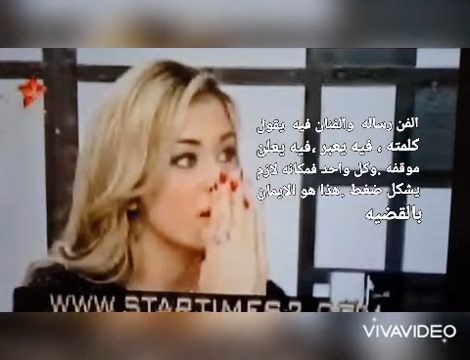 الفن رساله والفنان فيه يقول
كلمته ، فيه يعبر ،فيه يعلن
موقفه .وكل واحد فمكانه لازم
يشكل ضغط .هذا هو الايمان
بالقضيه
WWW.STARTIMES2.COM
VIVAVIDEO